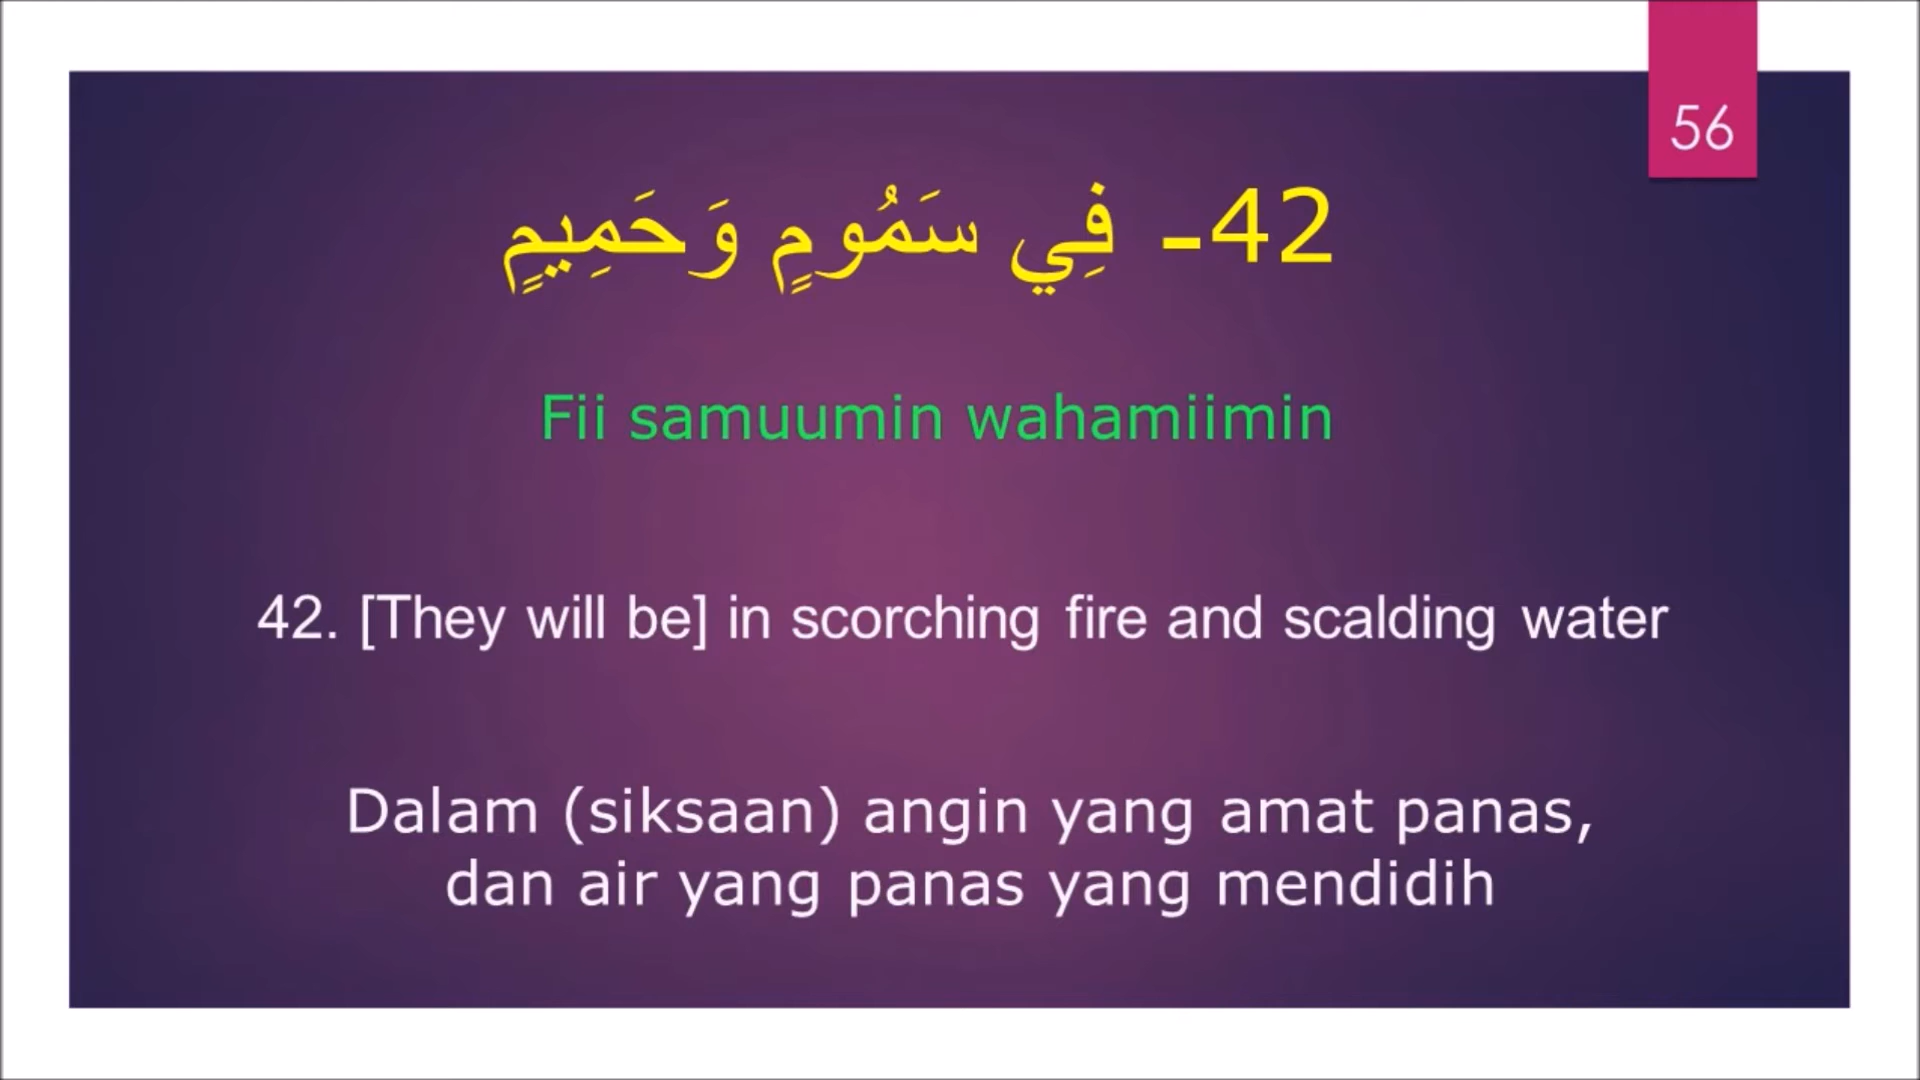 56
42- فِي سَمُومٍ وَحَمِيمٍ
Fii samuumin wahamiimin
42. [They will be] in scorching fire and scalding water
Dalam (siksaan) angin yang amat panas,
dan air yang panas yang mendidih